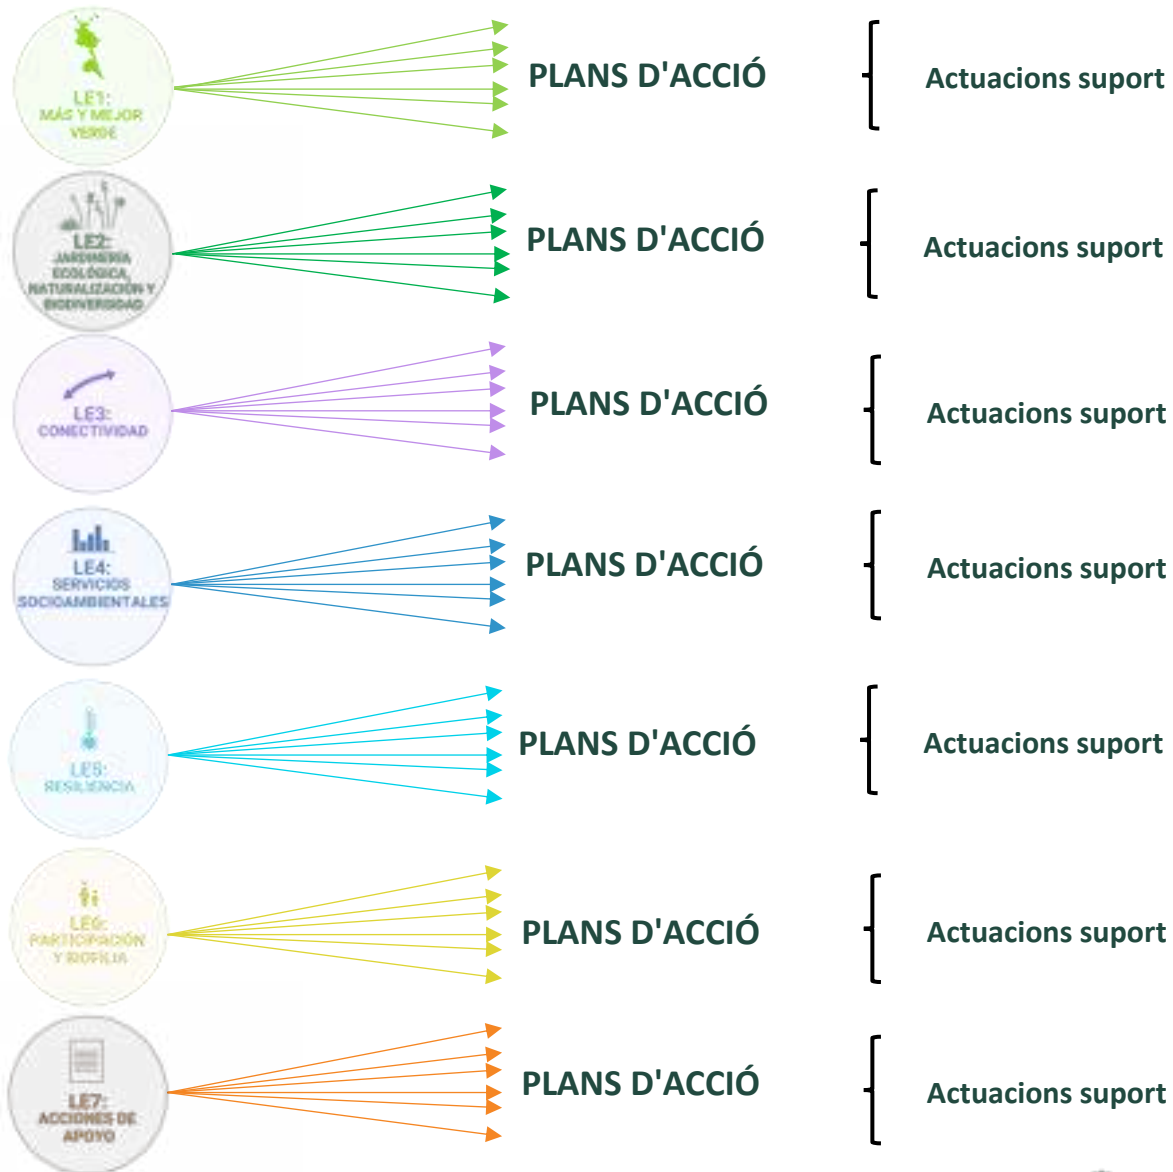 LE1:
MÁS Y MEJOR
VERDE
PLANS D'ACCIÓ
Actuacions suport
LE2:
JARDINERÍA
ECOLÓGICA,
NATURALIZACIÓN Y
BIODIVERSIDAD
PLANS D'ACCIÓ
Actuacions suport
LE3:
CONECTIVIDAD
PLANS D'ACCIÓ
Actuacions suport
LE4:
SERVICIOS
SOCIOAMBIENTALES
PLANS D'ACCIÓ
Actuacions suport
LE5:
RESILIENCIA
PLANS D'ACCIÓ
Actuacions suport
LE6:
PARTICIPACIÓN
Y BIOFÍLIA
PLANS D'ACCIÓ
Actuacions suport
LE7:
ACCIONES DE
APOYO
PLANS D'ACCIÓ
Actuacions suport